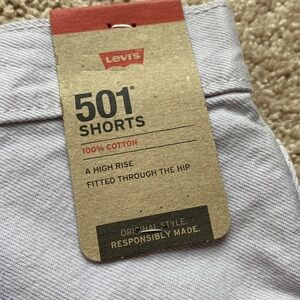 Levi's
501®
SHORTS
100% COTTON
A HIGH RISE
FITTED THROUGH THE HIP
ORIGINAL STYLE.
RESPONSIBLY MADE.